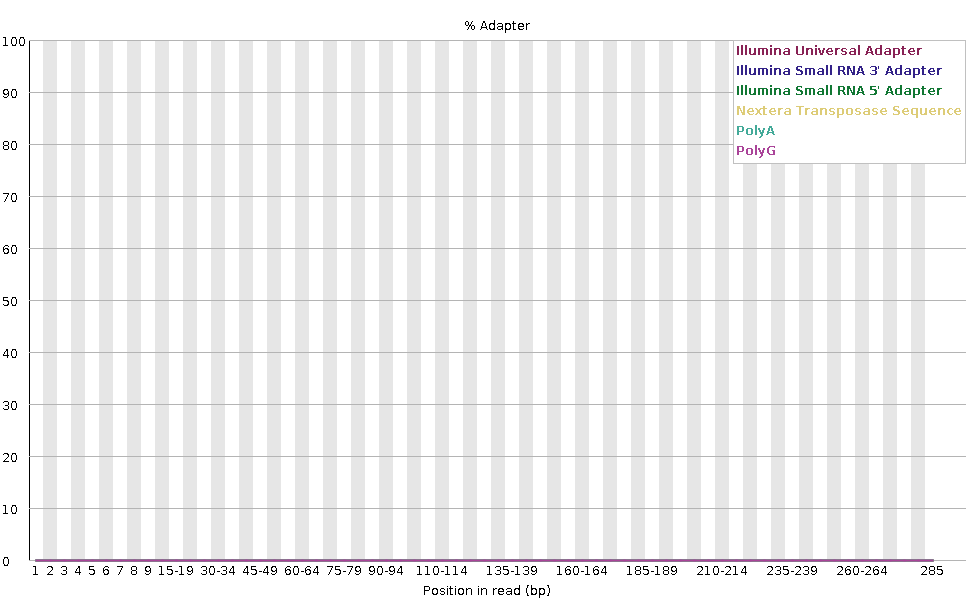 % Adapter
100
90
80
70
60
50
40
30
20
10
0
Illumina Universal Adapter
Illumina Small RNA 3' Adapter
Illumina Small RNA 5' Adapter
Nextera Transposase Sequence
PolyA
PolyG
1 2 3 4 5 6 7 8 9 15-19 30-34 45-49 60-64 75-79 90-94 110-114 135-139 160-164 185-189 210-214 235-239 260-264 285
Position in read (bp)